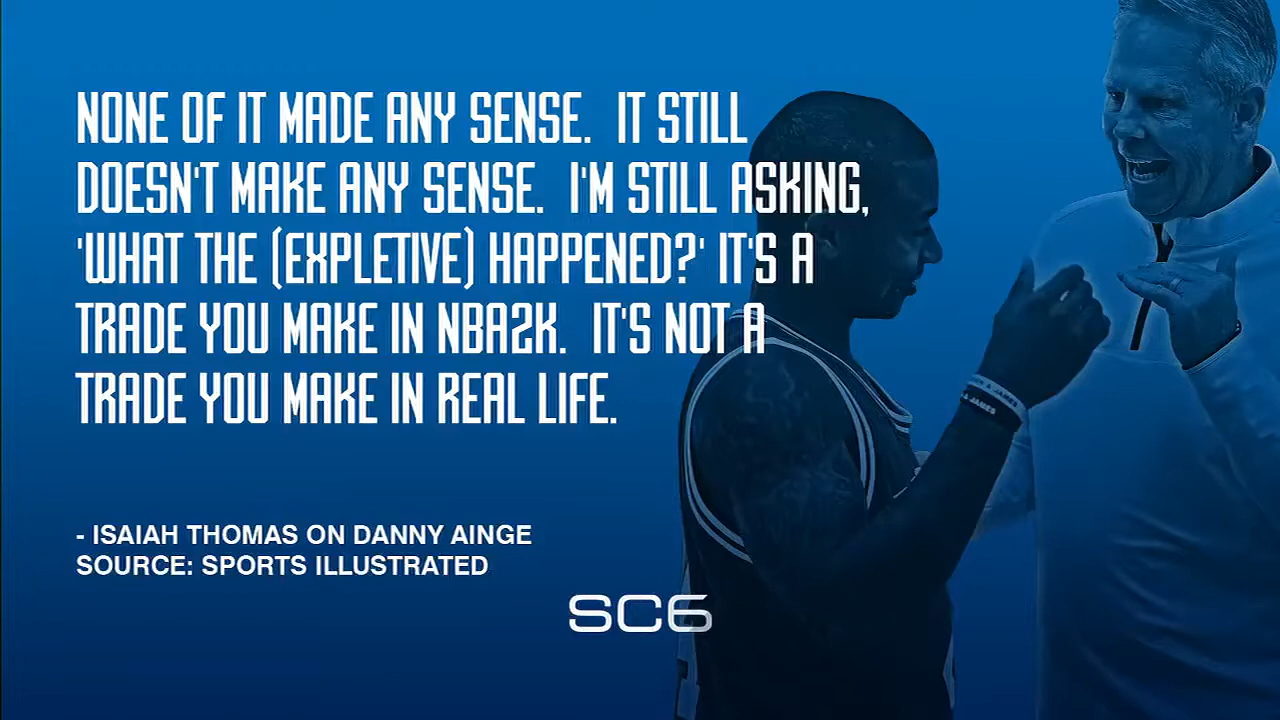 NONE OF IT MADE ANY SENSE. IT STILL
DOESN'T MAKE ANY SENSE. I'M STILL ASKING,
'WHAT THE (EXPLETIVE) HAPPENED?' IT'S A
TRADE YOU MAKE IN NBA2K. IT'S NOT A
TRADE YOU MAKE IN REAL LIFE.
- ISAIAH THOMAS ON DANNY AINGE
SOURCE: SPORTS ILLUSTRATED
SC6
& JAMES
& JAMES